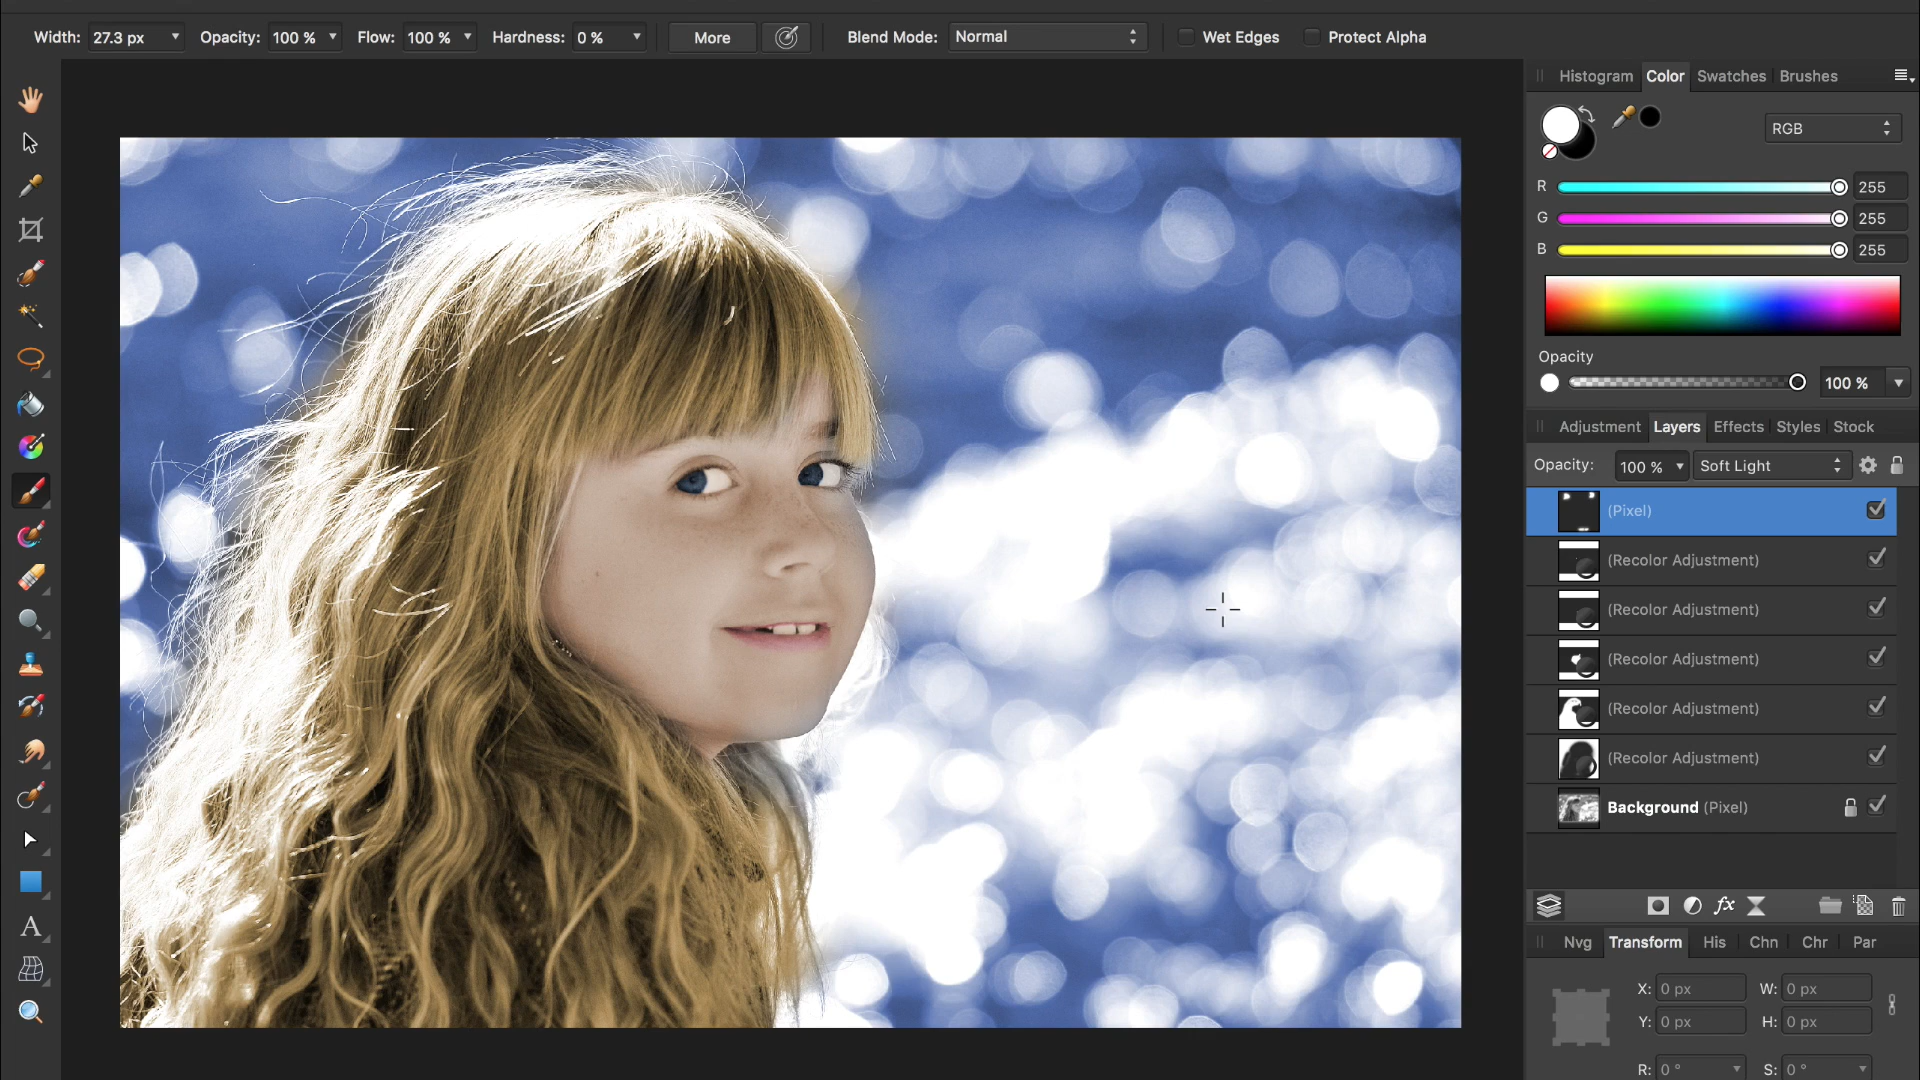 Width: 27.3 px Opacity: 100 % Flow: 100 % Hardness: 0 % More Blend Mode: Normal Wet Edges Protect Alpha
Histogram Color Swatches Brushes
RGB
R 255
G 255
B 255
Opacity
100 %
Adjustment Layers Effects Styles Stock
Opacity: 100 % Soft Light
(Pixel)
(Recolor Adjustment)
(Recolor Adjustment)
(Recolor Adjustment)
(Recolor Adjustment)
(Recolor Adjustment)
Background (Pixel)
fx
Nvg Transform His Chn Chr Par
X: 0 px W: 0 px
Y: 0 px H: 0 px
R: 0 ° S: 0 °